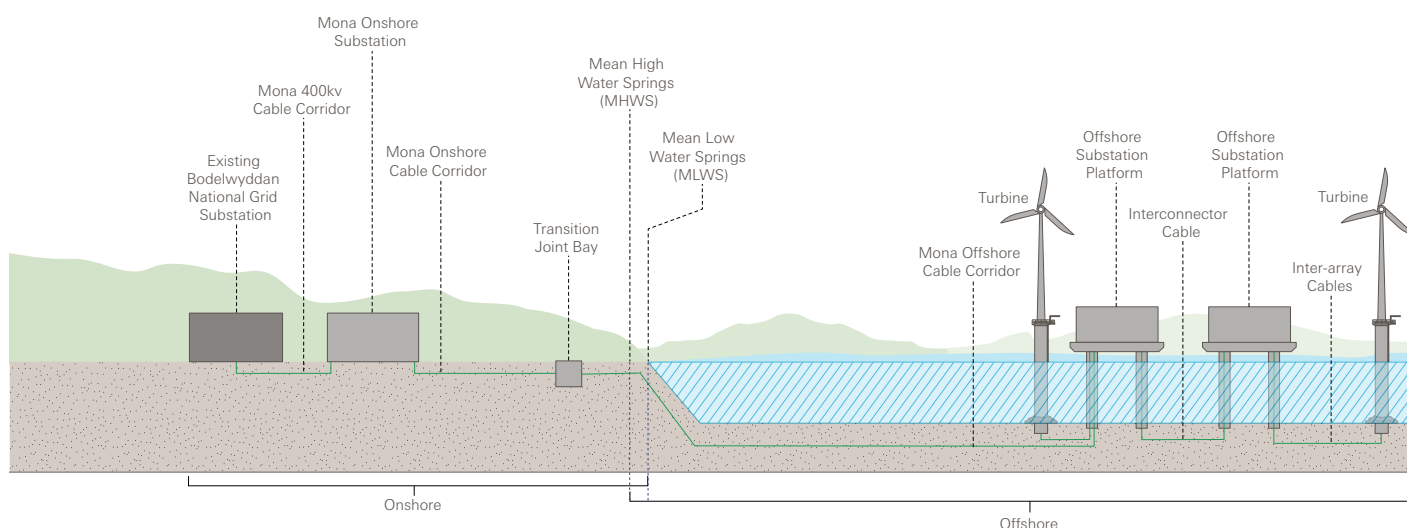 Mona Onshore
Substation
Mean High
Water Springs
(MHWS)
Mona 400kv
Cable Corridor
Mean Low
Water Springs
(MLWS)
Offshore
Substation
Platform
Offshore
Substation
Platform
Mona Onshore
Cable Corridor
Existing
Bodelwyddan
National Grid
Substation
Turbine
Turbine
Interconnector
Cable
Transition
Joint Bay
Mona Offshore
Cable Corridor
Inter-array
Cables
Onshore
Offshore